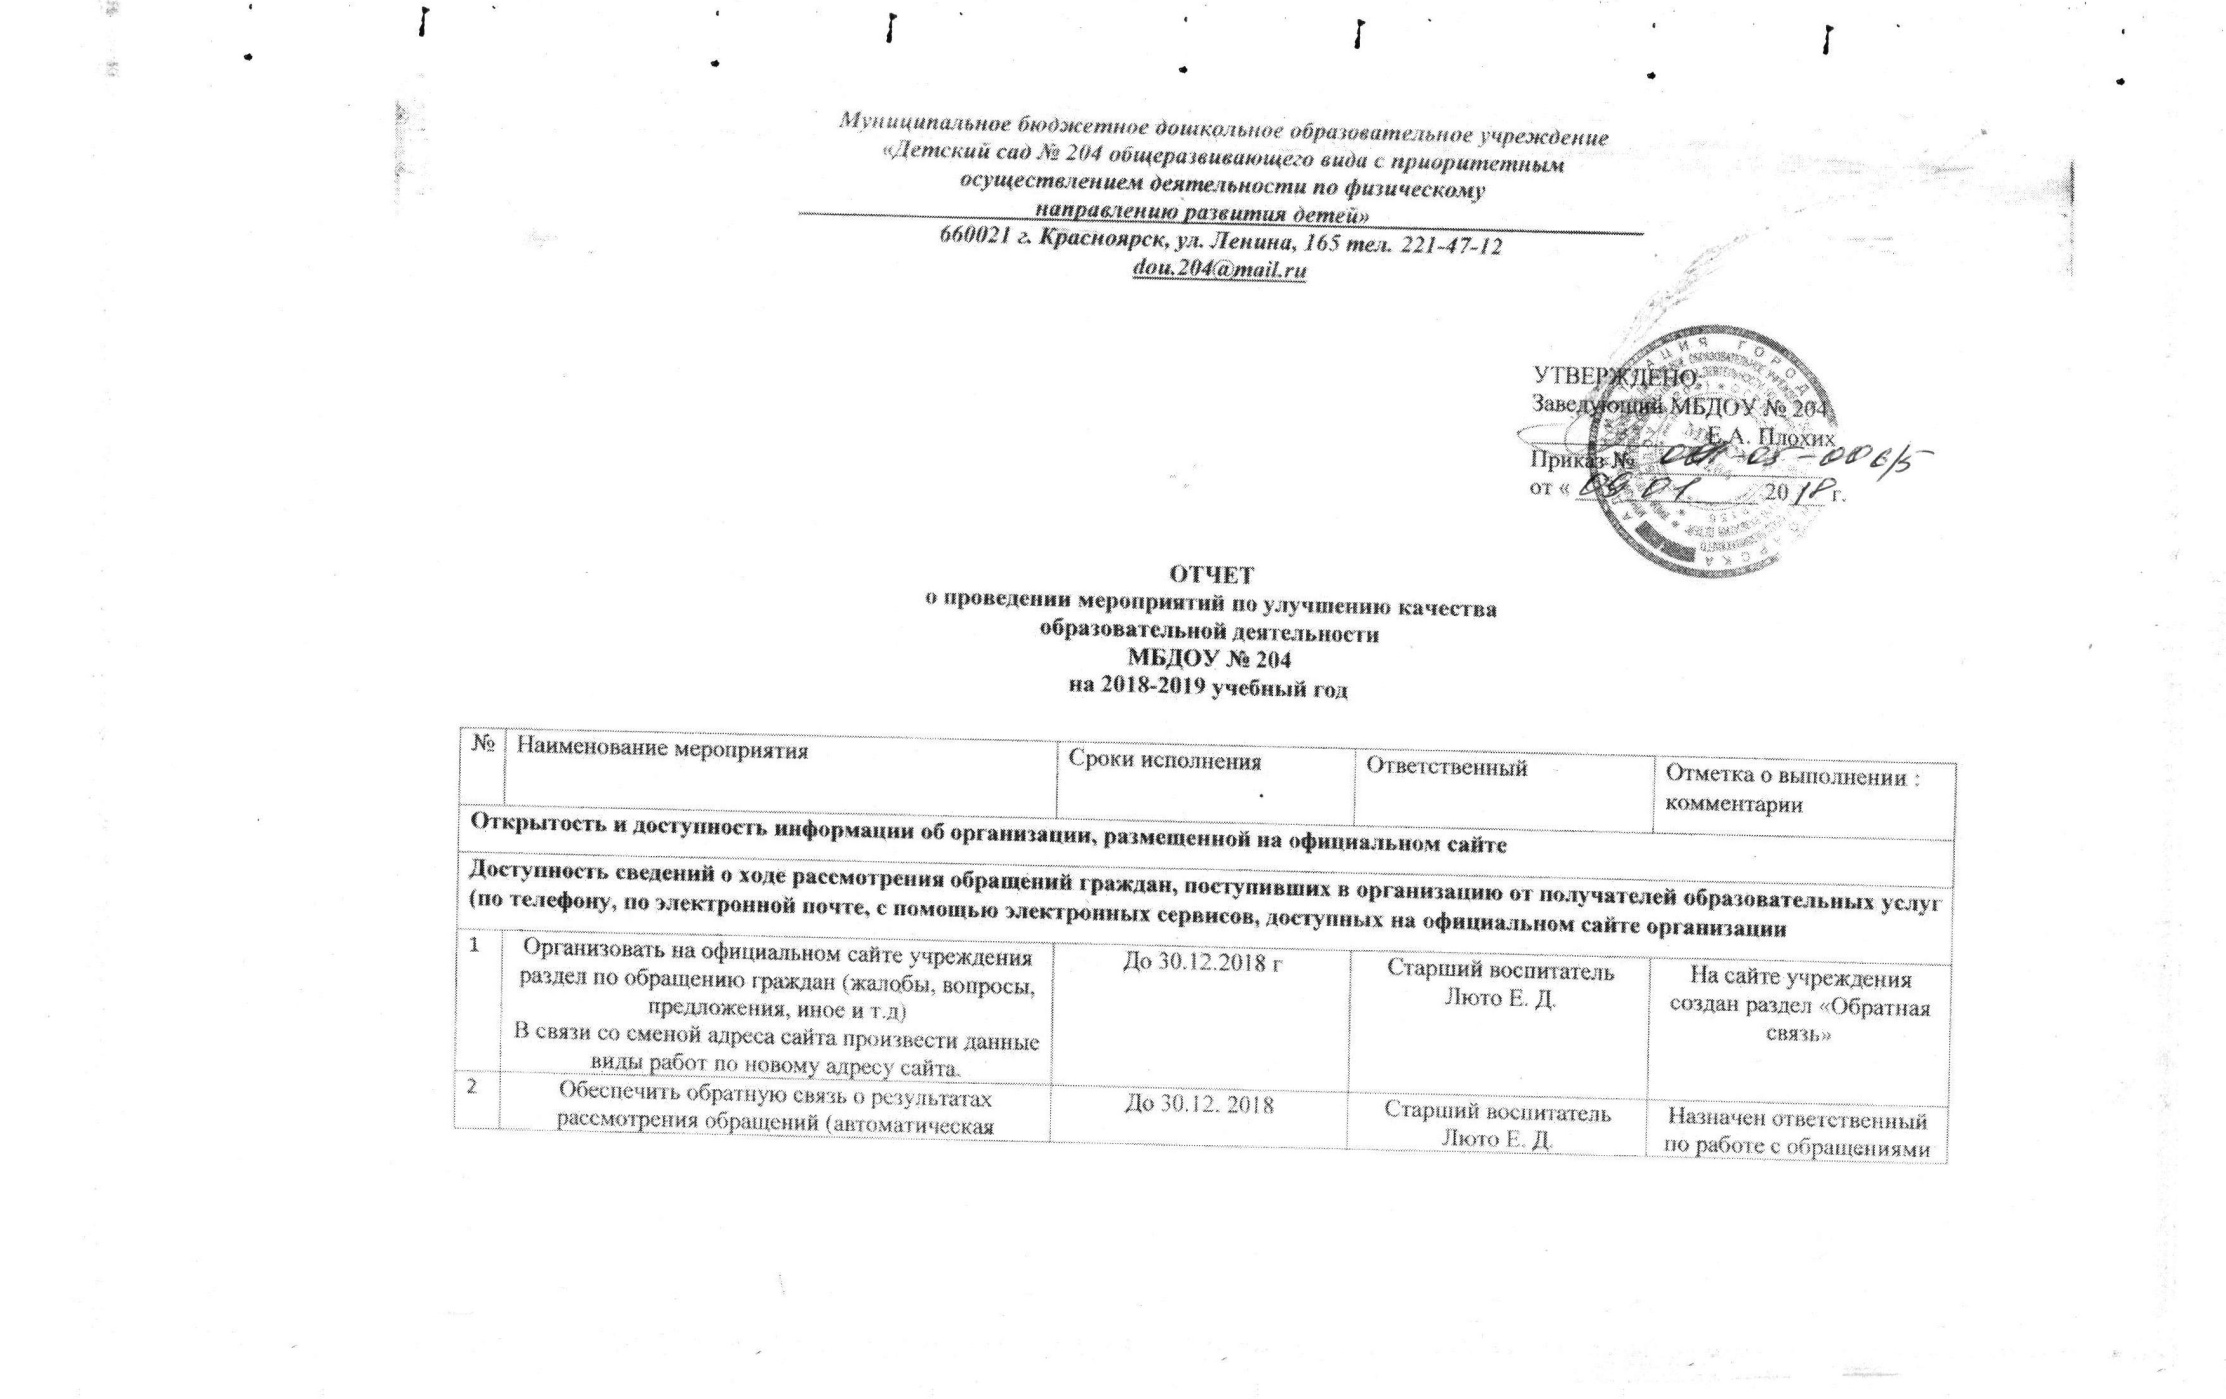 Муниципальное бюджетное дошкольное образовательное учреждение
«Детский сад № 204 общеразвивающего вида с приоритетным
осуществлением деятельности по физическому
направлению развития детей»
660021 г. Красноярск, ул. Ленина, 165 тел. 221-47-12
dou.204@mail.ru
УТВЕРЖДЕНО:
Заведующий МБДОУ № 204
Е.А. Плохих
Приказ №
от « 09 01 2018 г.
ОТЧЕТ
о проведении мероприятий по улучшению качества
образовательной деятельности
МБДОУ № 204
на 2018-2019 учебный год
№ Наименование мероприятия Сроки исполнения Ответственный Отметка о выполнении :
комментарии
Открытость и доступность информации об организации, размещенной на официальном сайте
Доступность сведений о ходе рассмотрения обращений граждан, поступивших в организацию от получателей образовательных услуг
(по телефону, по электронной почте, с помощью электронных сервисов, доступных на официальном сайте организации
1 Организовать на официальном сайте учреждения До 30.12.2018 г Старший воспитатель На сайте учреждения
раздел по обращению граждан (жалобы, вопросы, Люто Е. Д. создан раздел «Обратная
предложения, иное и т.д) связь»
В связи со сменой адреса сайта произвести данные
виды работ по новому адресу сайта.
2 Обеспечить обратную связь о результатах До 30.12. 2018 Старший воспитатель Назначен ответственный
рассмотрения обращений (автоматическая Люто Е. Д. по работе с обращениями